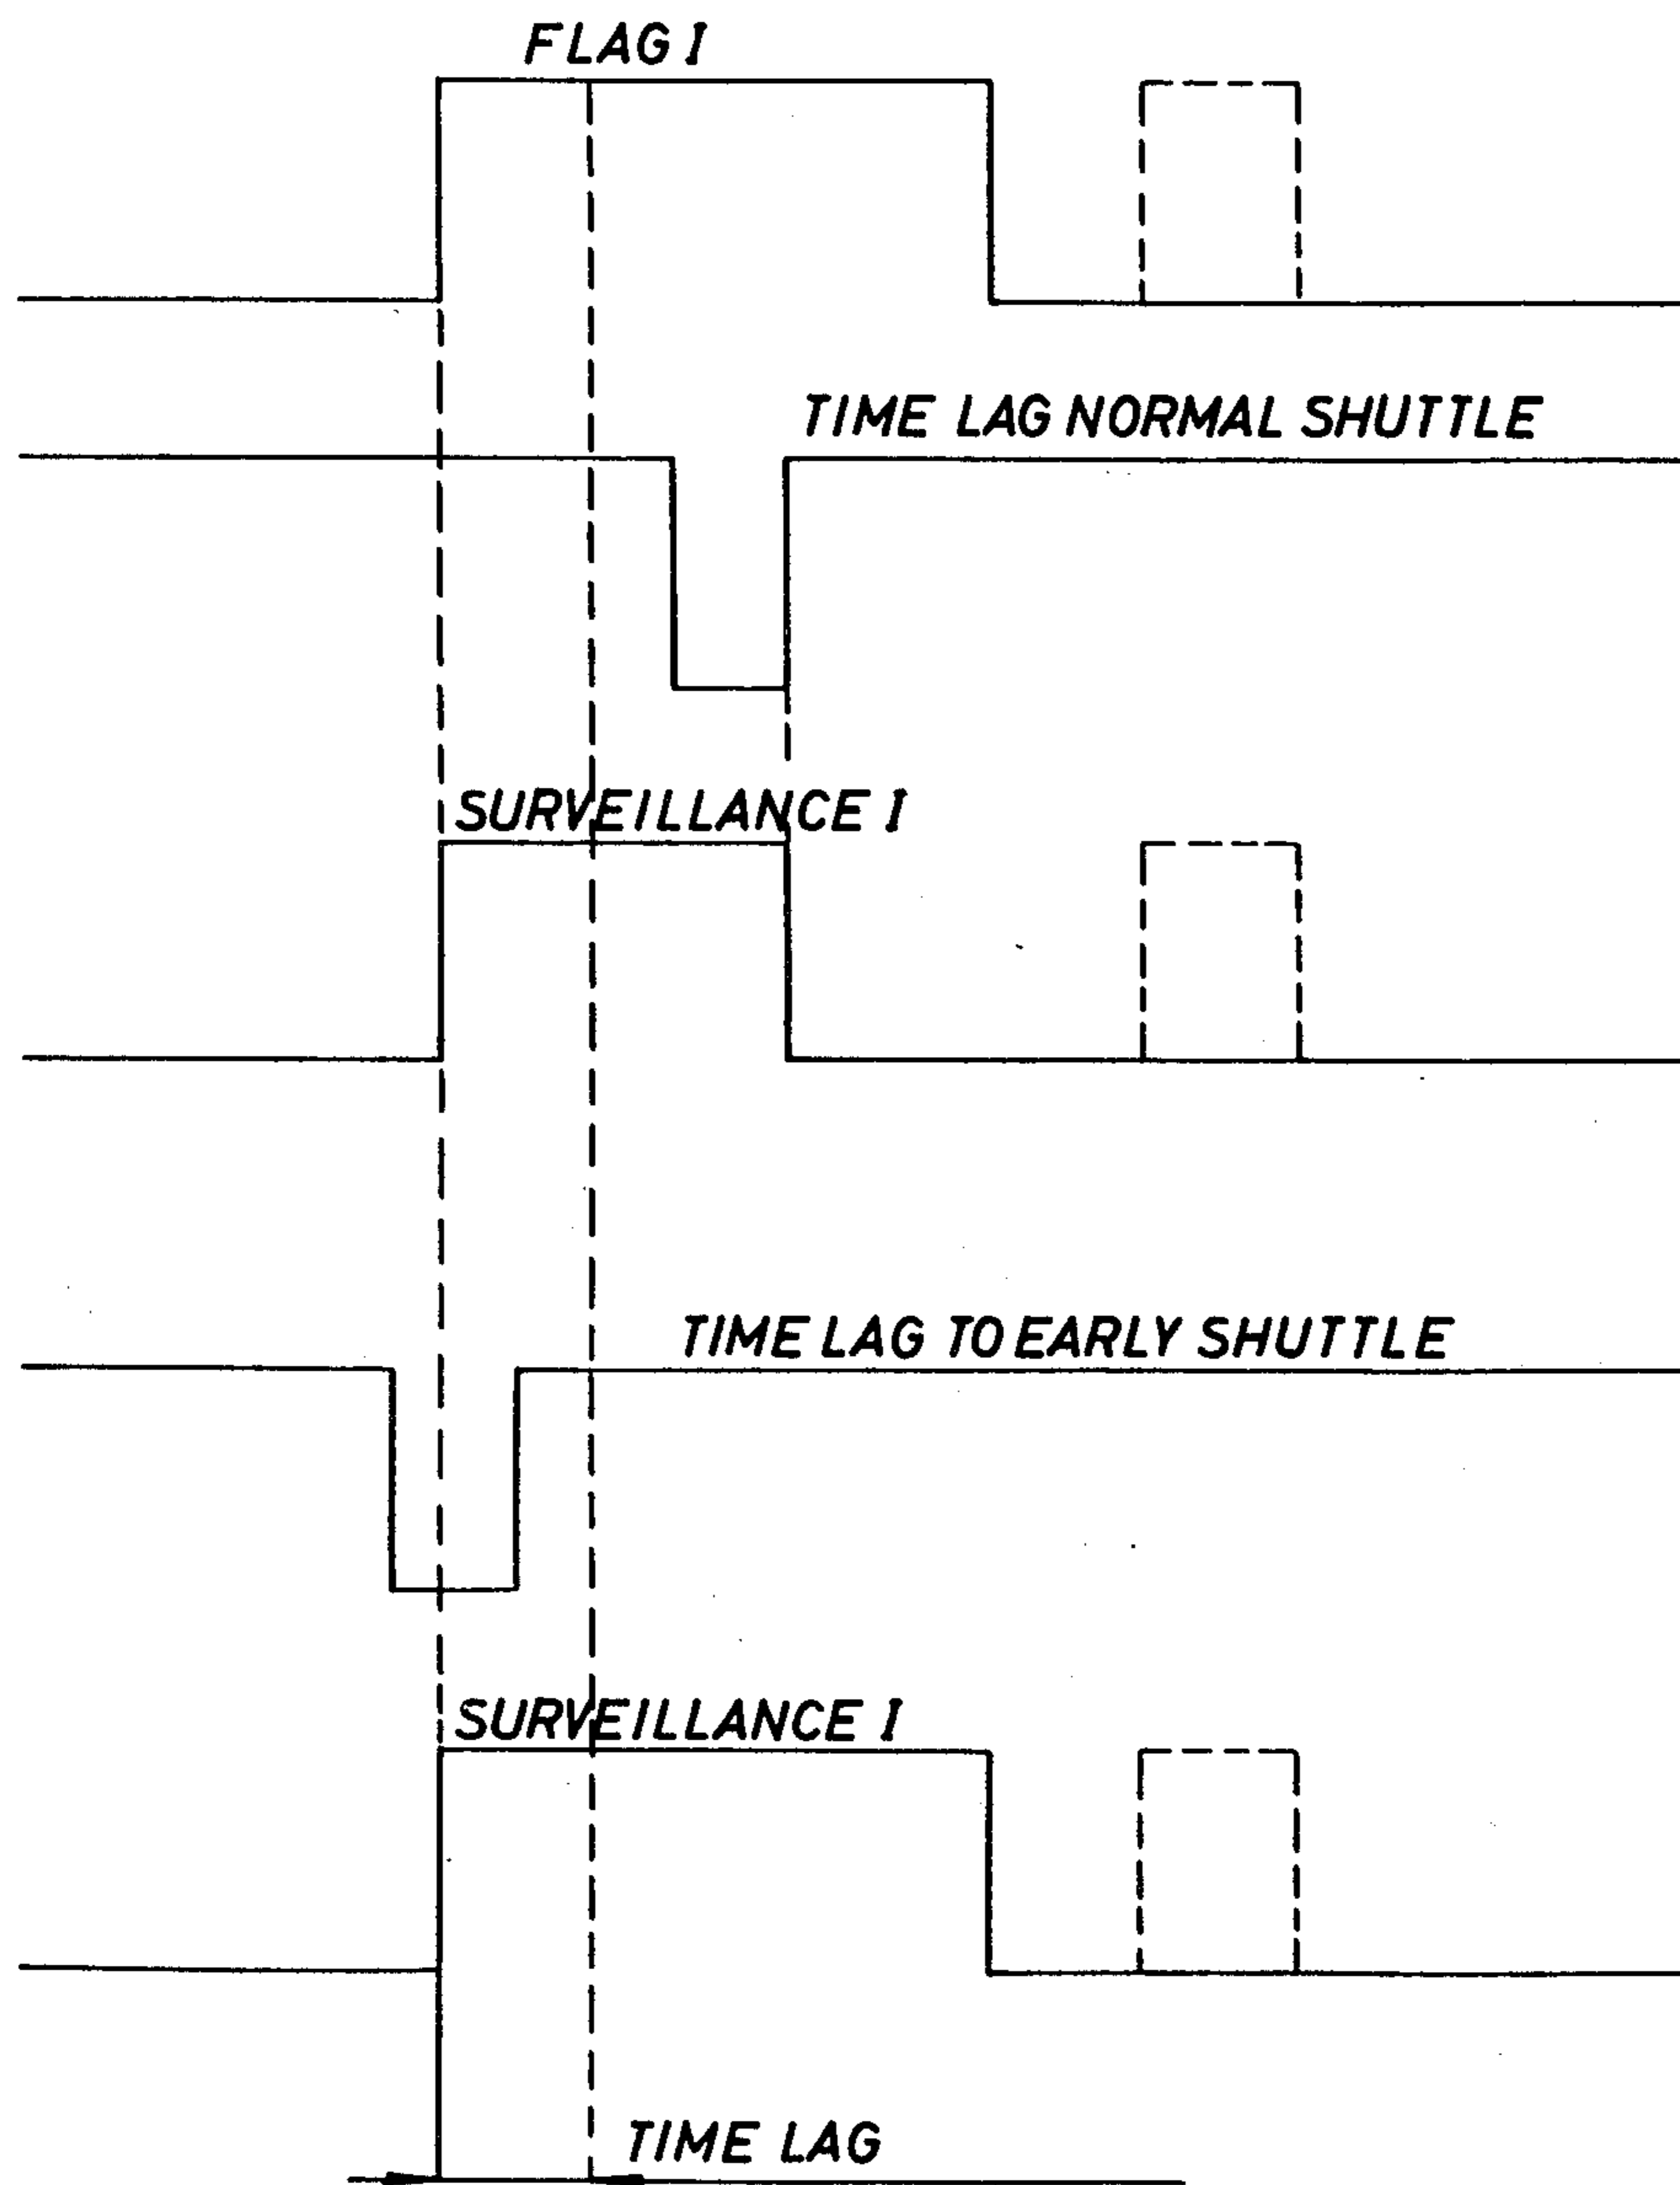 FLAG I
TIME LAG NORMAL SHUTTLE
SURVEILLANCE I
TIME LAG TO EARLY SHUTTLE
SURVEILLANCE I
TIME LAG